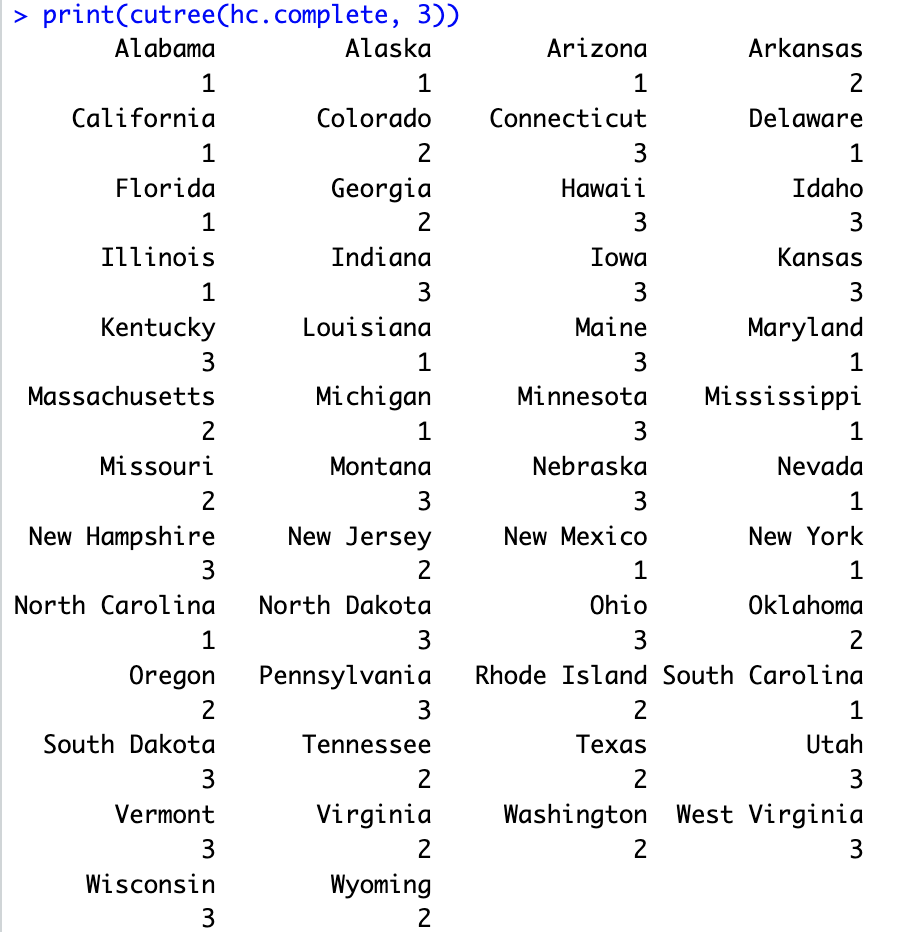 > print(cutree(hc.complete, 3))
Alabama Alaska Arizona Arkansas
1 1 1 2
California Colorado Connecticut Delaware
1 2 3 1
Florida Georgia Hawaii Idaho
1 2 3 3
Illinois Indiana Iowa Kansas
1 3 3 3
Kentucky Louisiana Maine Maryland
3 1 3 1
Massachusetts Michigan Minnesota Mississippi
2 1 3 1
Missouri Montana Nebraska Nevada
2 3 3 1
New Hampshire New Jersey New Mexico New York
3 2 1 1
North Carolina North Dakota Ohio Oklahoma
1 3 3 2
Oregon Pennsylvania Rhode Island South Carolina
2 3 2 1
South Dakota Tennessee Texas Utah
3 2 2 3
Vermont Virginia Washington West Virginia
3 2 2 3
Wisconsin Wyoming
3 2